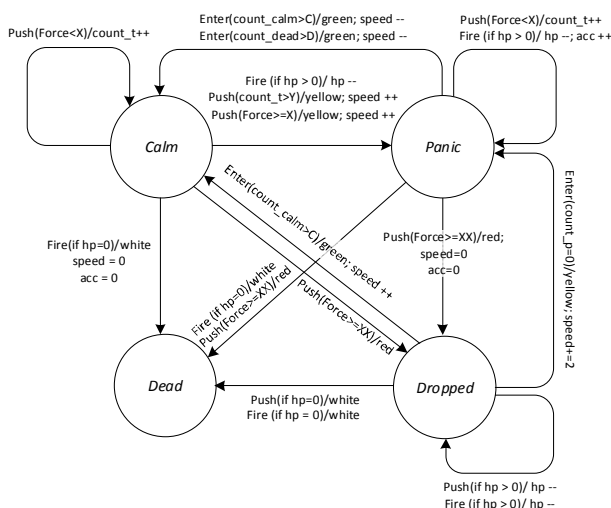 Enter(count_calm>C)/green; speed --
Enter(count_dead>D)/green; speed --
Push(Force<X)/count_t++
Push(Force<X)/count_t++
Fire (if hp > 0)/ hp --; acc ++
Fire (if hp > 0)/ hp --
Push(count_t>Y)/yellow; speed ++
Push(Force>=X)/yellow; speed ++
Calm
Panic
Enter(count_calm>C)/green; speed ++
Enter(count_p=0)/yellow; speed+=2
Fire(if hp=0)/white
speed = 0
acc = 0
Push(Force>=XX)/red;
speed=0
acc=0
Fire (if hp=0)/white
Push(Force>=XX)/red
Push(Force>=XX)/red
Dead
Dropped
Push(if hp=0)/white
Fire (if hp = 0)/white
Push(if hp > 0)/ hp --
Fire (if hp > 0)/ hp --